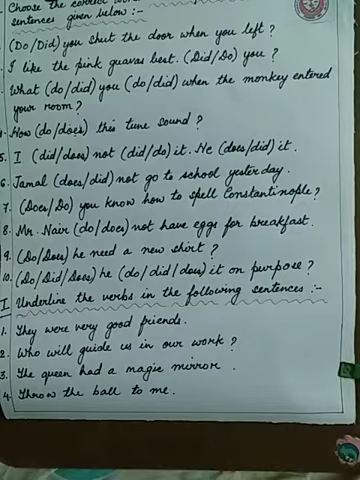 Choose the correct
sentences given below :-
(Do/Did) you shut the door when you left ?
I like the pink guavas best. (Did/Do) you ?
What (do/did) you (do/did) when the monkey entered
your room ?
4. How (do/does) this tune sound ?
5. I (did/does) not (did/do) it. He (does/did) it.
6. Jamal (does/did) not go to school yesterday.
7. (Does/Do) you know how to spell Constantinople ?
8. Mr. Nair (do/does) not have eggs for breakfast.
9. (Do/Does) he need a new shirt ?
10. (Do/Did/Does) he (do/did/does) it on purpose ?
I Underline the verbs in the following sentences :-
1. They were very good friends.
2. Who will guide us in our work ?
3. The queen had a magic mirror .
4. Throw the ball to me.